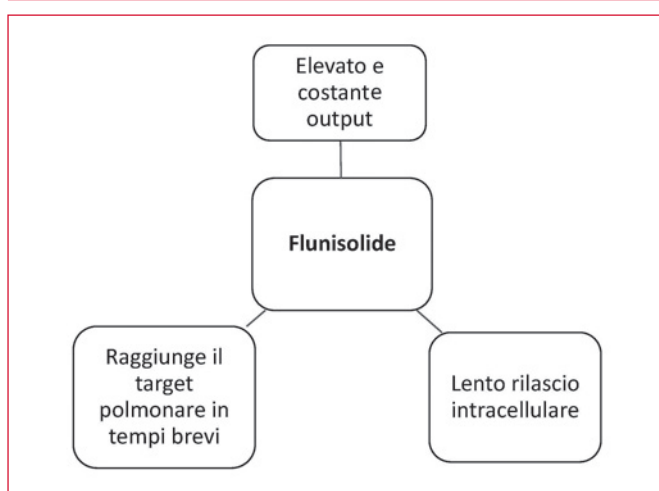 Elevato e
costante
output
Flunisolide
Raggiunge il
target
polmonare in
tempi brevi
Lento rilascio
intracellulare